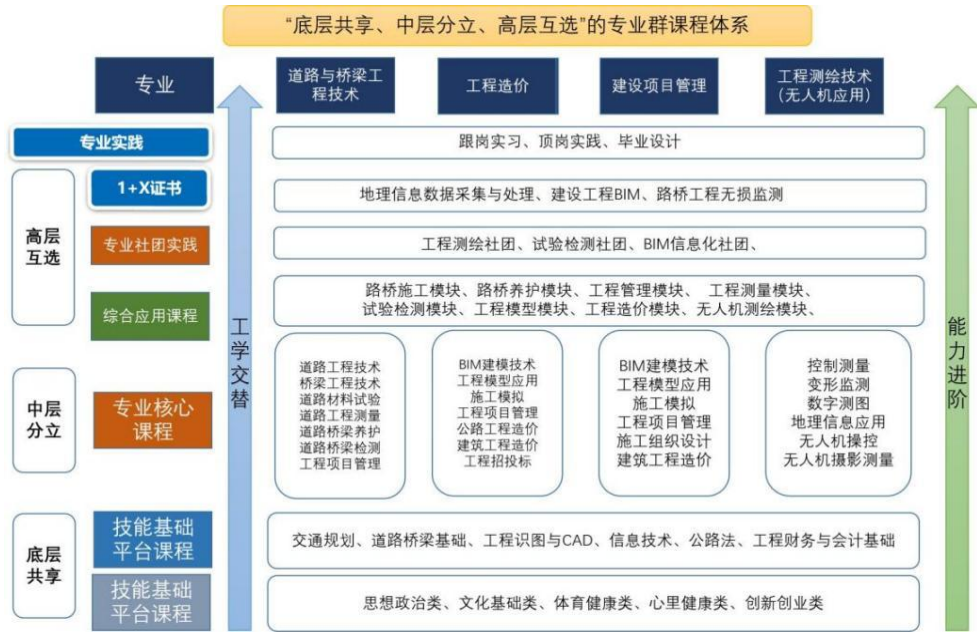 “底层共享、中层分立、高层互选”的专业群课程体系
专业
道路与桥梁工
程技术
工程造价
建设项目管理
工程测绘技术
(无人机应用)
专业实践
跟岗实习、顶岗实践、毕业设计
高层
互选
1+X证书
地理信息数据采集与处理、建设工程BIM、路桥工程无损监测
专业社团实践
工程测绘社团、试验检测社团、BIM信息化社团、
综合应用课程
路桥施工模块、路桥养护模块、工程管理模块、 工程测量模块、
试验检测模块、工程模型模块、工程造价模块、无人机测绘模块、
工学交替
能力进阶
中层
分立
专业核心
课程
道路工程技术
桥梁工程技术
道路材料试验
道路工程测量
道路桥梁养护
道路桥梁检测
工程项目管理
BIM建模技术
工程模型应用
施工模拟
工程项目管理
公路工程造价
建筑工程造价
工程招投标
BIM建模技术
工程模型应用
施工模拟
工程项目管理
施工组织设计
建筑工程造价
控制测量
变形监测
数字测图
地理信息应用
无人机操控
无人机摄影测量
底层
共享
技能基础
平台课程
交通规划、道路桥梁基础、工程识图与CAD、信息技术、公路法、工程财务与会计基础
技能基础
平台课程
思想政治类、文化基础类、体育健康类、心里健康类、创新创业类